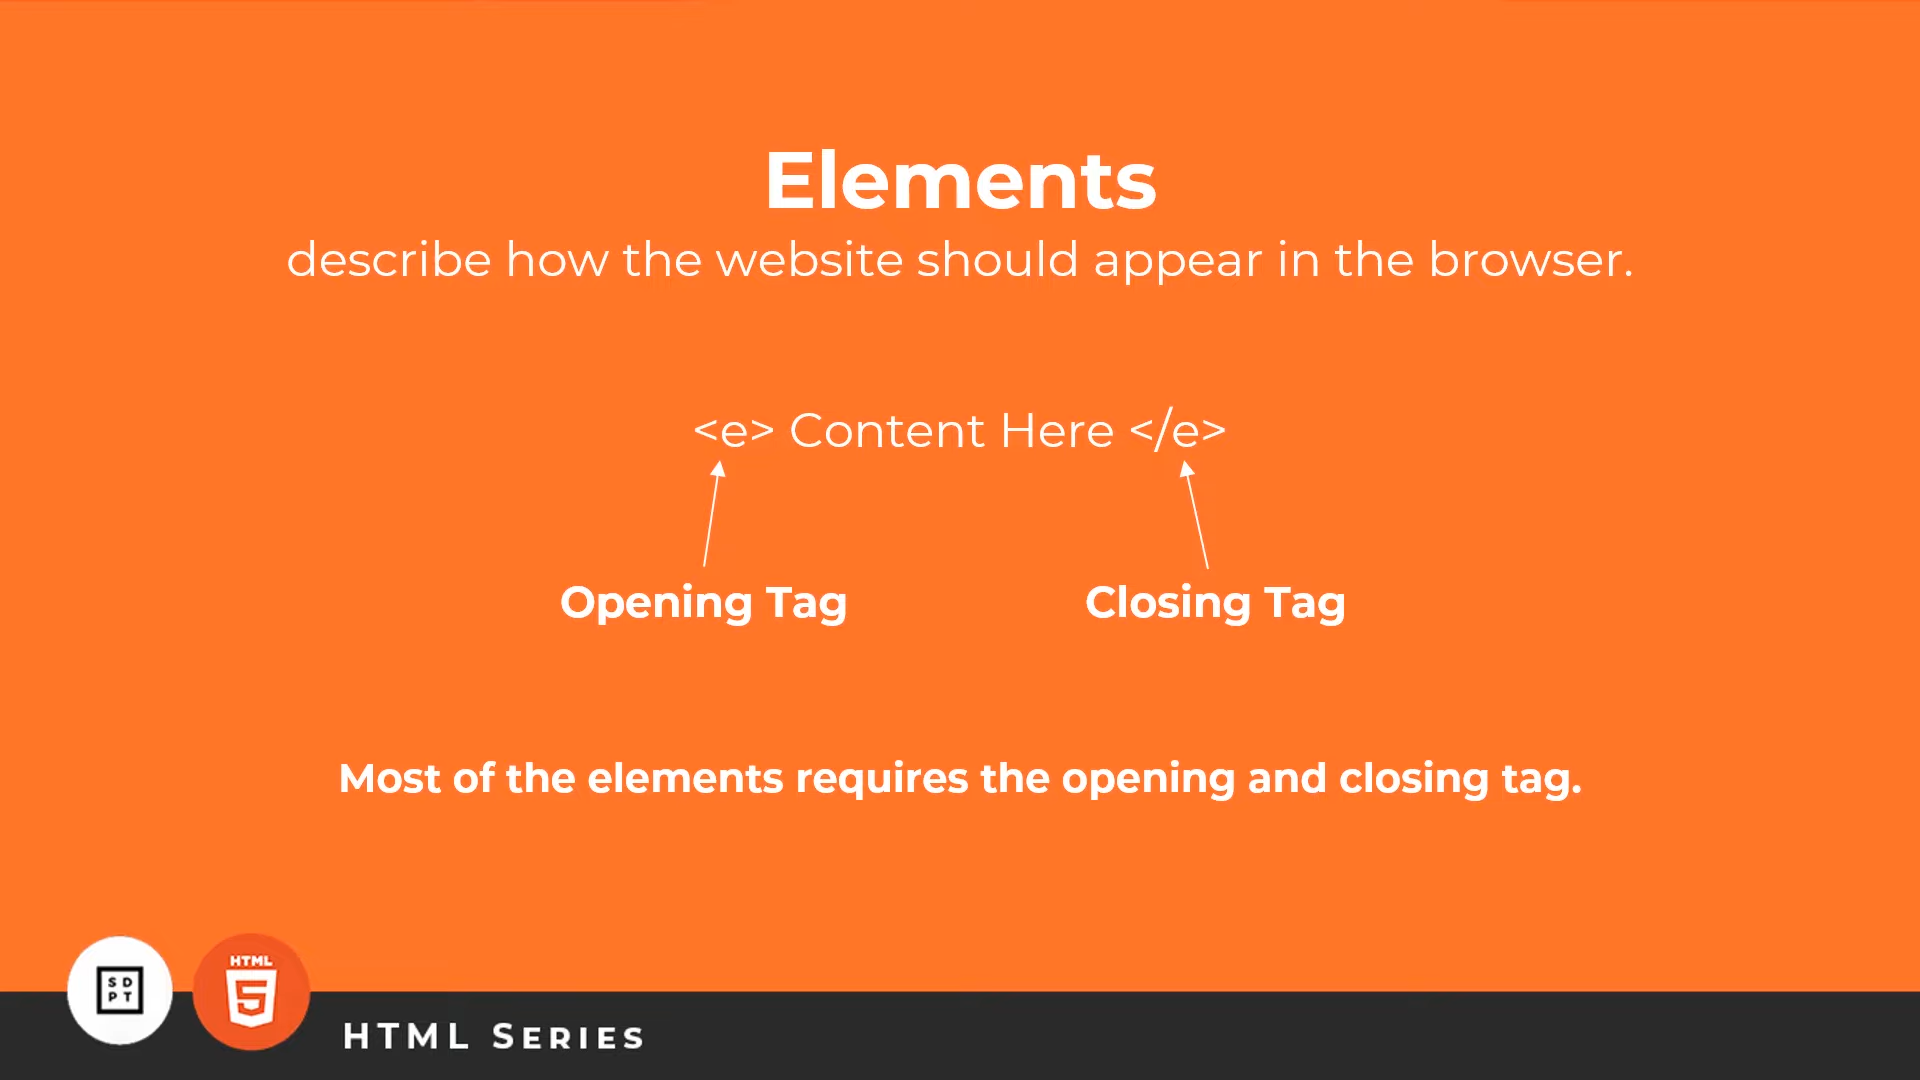 Elements
describe how the website should appear in the browser.
<e> Content Here </e>
Opening Tag
Closing Tag
Most of the elements requires the opening and closing tag.
S D
P T
HTML
5
HTML SERIES